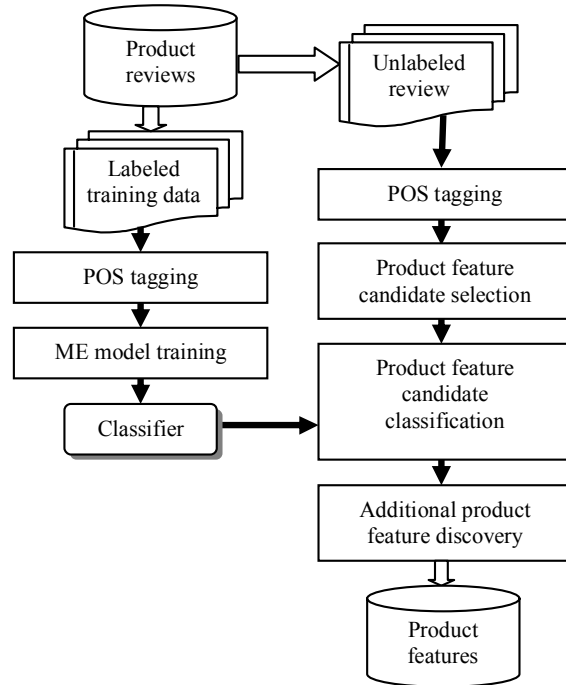 Product
reviews
Unlabeled
review
Labeled
training data
POS tagging
ME model training
Classifier
POS tagging
Product feature
candidate selection
Product feature
candidate
classification
Additional product
feature discovery
Product
features